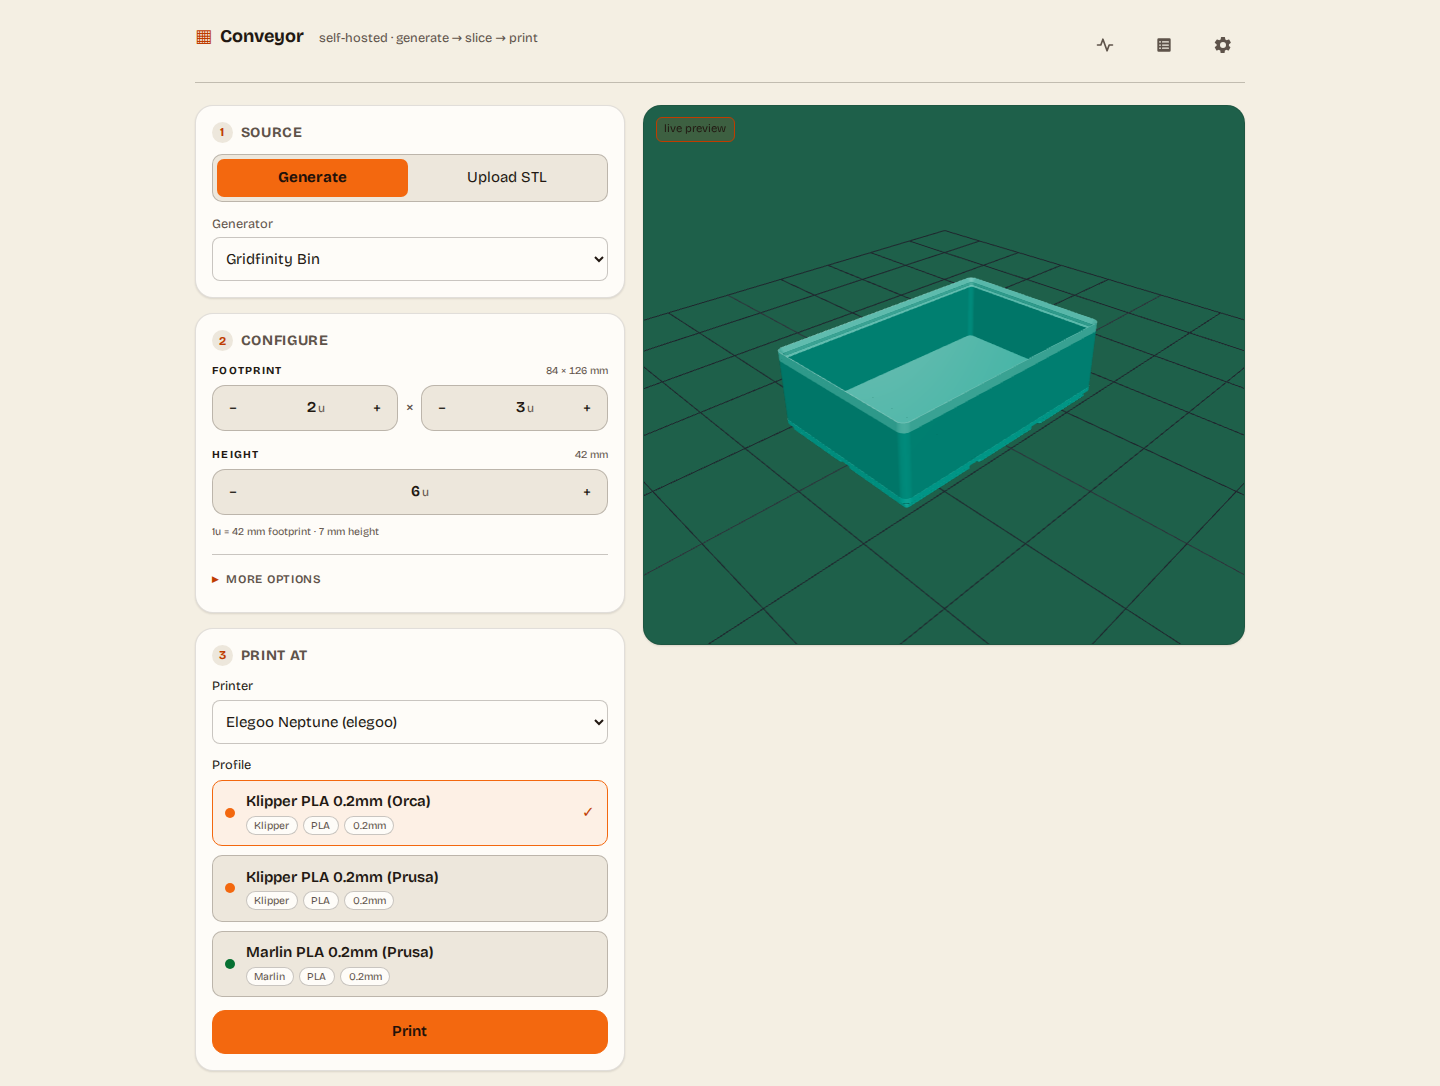 Conveyor self-hosted · generate → slice → print
1 SOURCE
Generate Upload STL
Generator
Gridfinity Bin
2 CONFIGURE
FOOTPRINT 84 × 126 mm
− 2 u + × − 3 u +
HEIGHT 42 mm
− 6 u +
1u = 42 mm footprint · 7 mm height
▶ MORE OPTIONS
3 PRINT AT
Printer
Elegoo Neptune (elegoo)
Profile
Klipper PLA 0.2mm (Orca) ✓
Klipper PLA 0.2mm
Klipper PLA 0.2mm (Prusa)
Klipper PLA 0.2mm
Marlin PLA 0.2mm (Prusa)
Marlin PLA 0.2mm
Print
live preview